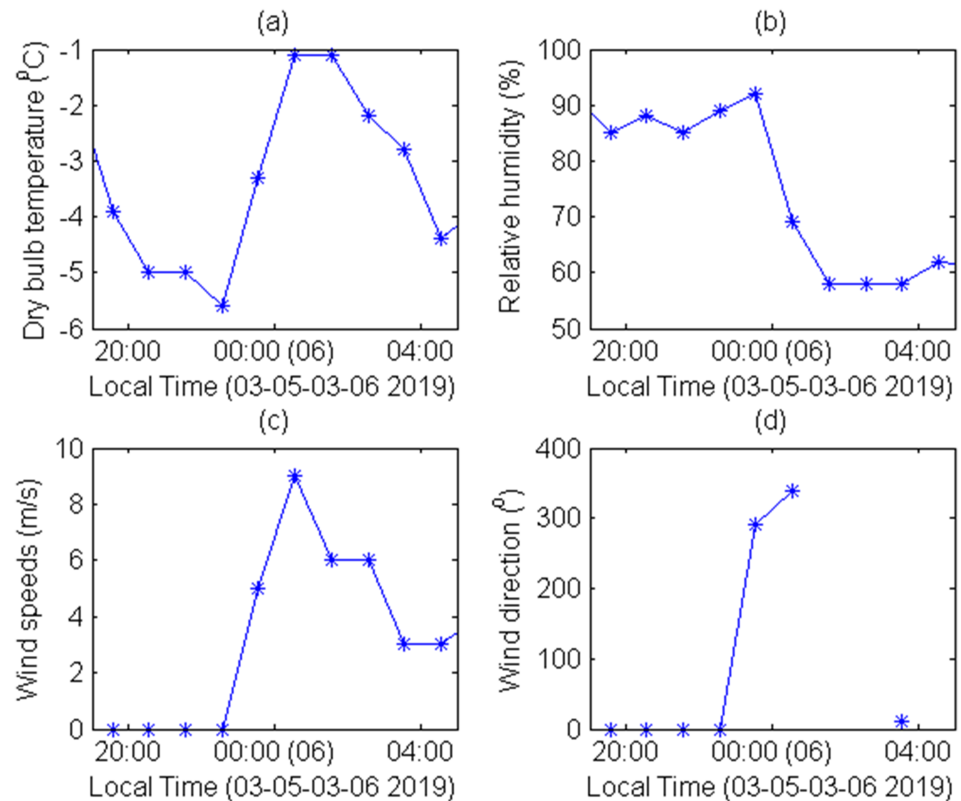 (a)
-1
-2
-3
-4
-5
-6
Dry bulb temperature (⁰C)
20:00 00:00 (06) 04:00
Local Time (03-05-03-06 2019)
(b)
100
90
80
70
60
50
Relative humidity (%)
20:00 00:00 (06) 04:00
Local Time (03-05-03-06 2019)
(c)
10
8
6
4
2
0
Wind speeds (m/s)
20:00 00:00 (06) 04:00
Local Time (03-05-03-06 2019)
(d)
400
300
200
100
0
Wind direction (⁰)
20:00 00:00 (06) 04:00
Local Time (03-05-03-06 2019)